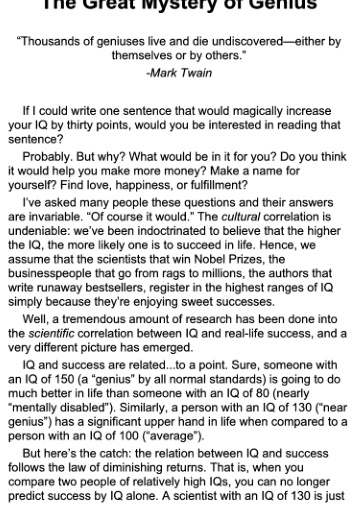 The Great Mystery of Genius
“Thousands of geniuses live and die undiscovered—either by
themselves or by others.”
-Mark Twain
If I could write one sentence that would magically increase
your IQ by thirty points, would you be interested in reading that
sentence?
Probably. But why? What would be in it for you? Do you think
it would help you make more money? Make a name for
yourself? Find love, happiness, or fulfillment?
I’ve asked many people these questions and their answers
are invariable. “Of course it would.” The cultural correlation is
undeniable: we’ve been indoctrinated to believe that the higher
the IQ, the more likely one is to succeed in life. Hence, we
assume that the scientists that win Nobel Prizes, the
businesspeople that go from rags to millions, the authors that
write runaway bestsellers, register in the highest ranges of IQ
simply because they’re enjoying sweet successes.
Well, a tremendous amount of research has been done into
the scientific correlation between IQ and real-life success, and a
very different picture has emerged.
IQ and success are related...to a point. Sure, someone with
an IQ of 150 (a “genius” by all normal standards) is going to do
much better in life than someone with an IQ of 80 (nearly
“mentally disabled”). Similarly, a person with an IQ of 130 (“near
genius”) has a significant upper hand in life when compared to a
person with an IQ of 100 (“average”).
But here’s the catch: the relation between IQ and success
follows the law of diminishing returns. That is, when you
compare two people of relatively high IQs, you can no longer
predict success by IQ alone. A scientist with an IQ of 130 is just